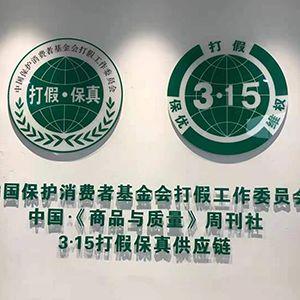 中国保护消费者基金会打假工作委员会
打假·保真
打假
3·15
保优
维权
中国保护消费者基金会打假工作委员会
中国·《商品与质量》周刊社
3·15打假保真供应链